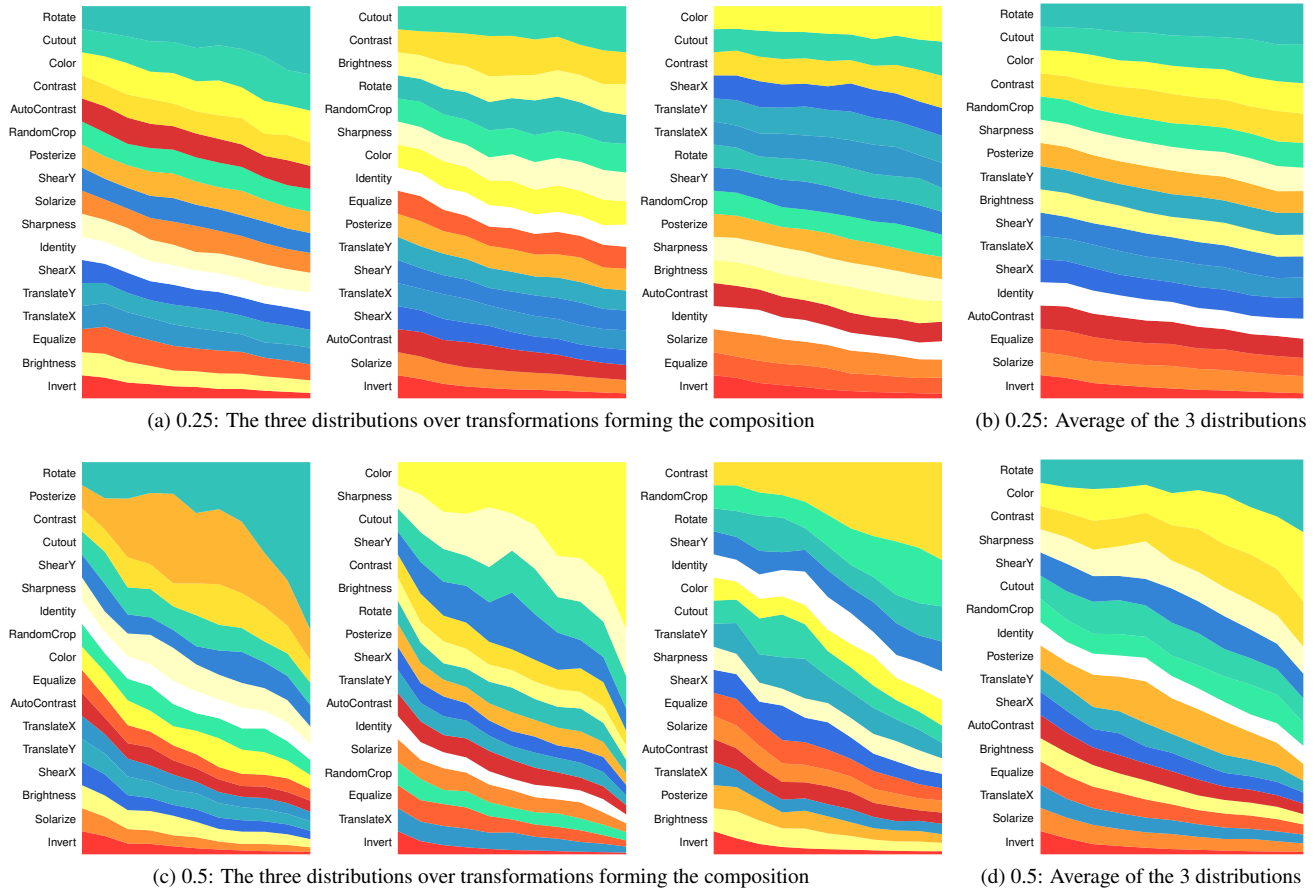 Rotate
Cutout
Color
Contrast
AutoContrast
RandomCrop
Posterize
ShearY
Solarize
Sharpness
Identity
ShearX
TranslateY
TranslateX
Equalize
Brightness
Invert
Cutout
Contrast
Brightness
Rotate
RandomCrop
Sharpness
Color
Identity
Equalize
Posterize
TranslateY
ShearY
TranslateX
ShearX
AutoContrast
Solarize
Invert
Color
Cutout
Contrast
ShearX
TranslateY
TranslateX
Rotate
ShearY
RandomCrop
Posterize
Sharpness
Brightness
AutoContrast
Identity
Solarize
Equalize
Invert
(a) 0.25: The three distributions over transformations forming the composition
Rotate
Cutout
Color
Contrast
RandomCrop
Sharpness
Posterize
TranslateY
Brightness
ShearY
TranslateX
ShearX
Identity
AutoContrast
Equalize
Solarize
Invert
(b) 0.25: Average of the 3 distributions
Rotate
Posterize
Contrast
Cutout
ShearY
Sharpness
Identity
RandomCrop
Color
Equalize
AutoContrast
TranslateX
TranslateY
ShearX
Brightness
Solarize
Invert
Color
Sharpness
Cutout
ShearY
Contrast
Brightness
Rotate
Posterize
ShearX
TranslateY
AutoContrast
Identity
Solarize
RandomCrop
Equalize
TranslateX
Invert
Contrast
RandomCrop
Rotate
ShearY
Identity
Color
Cutout
TranslateY
Sharpness
ShearX
Equalize
Solarize
AutoContrast
TranslateX
Posterize
Brightness
Invert
(c) 0.5: The three distributions over transformations forming the composition
Rotate
Color
Contrast
Sharpness
ShearY
Cutout
RandomCrop
Identity
Posterize
TranslateY
ShearX
AutoContrast
Brightness
Equalize
TranslateX
Solarize
Invert
(d) 0.5: Average of the 3 distributions